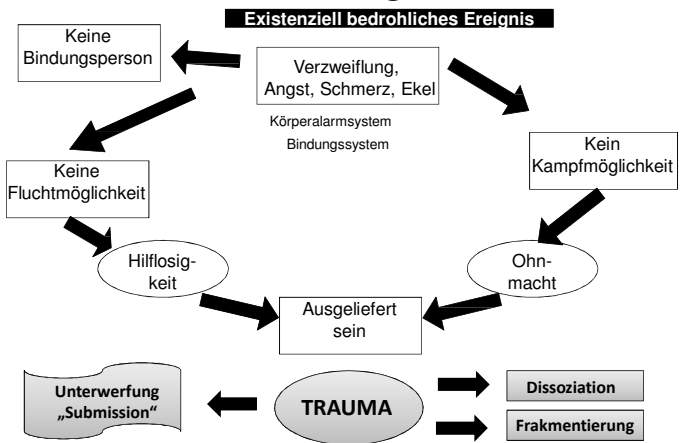 Existenziell bedrohliches Ereignis
Keine
Bindungsperson
Verzweiflung,
Angst, Schmerz, Ekel
Körperalarmsystem
Bindungssystem
Keine
Fluchtmöglichkeit
Kein
Kampfmöglichkeit
Hilflosig-
keit
Ohn-
macht
Ausgeliefert
sein
Unterwerfung
„Submission“
TRAUMA
Dissoziation
Frakmentierung